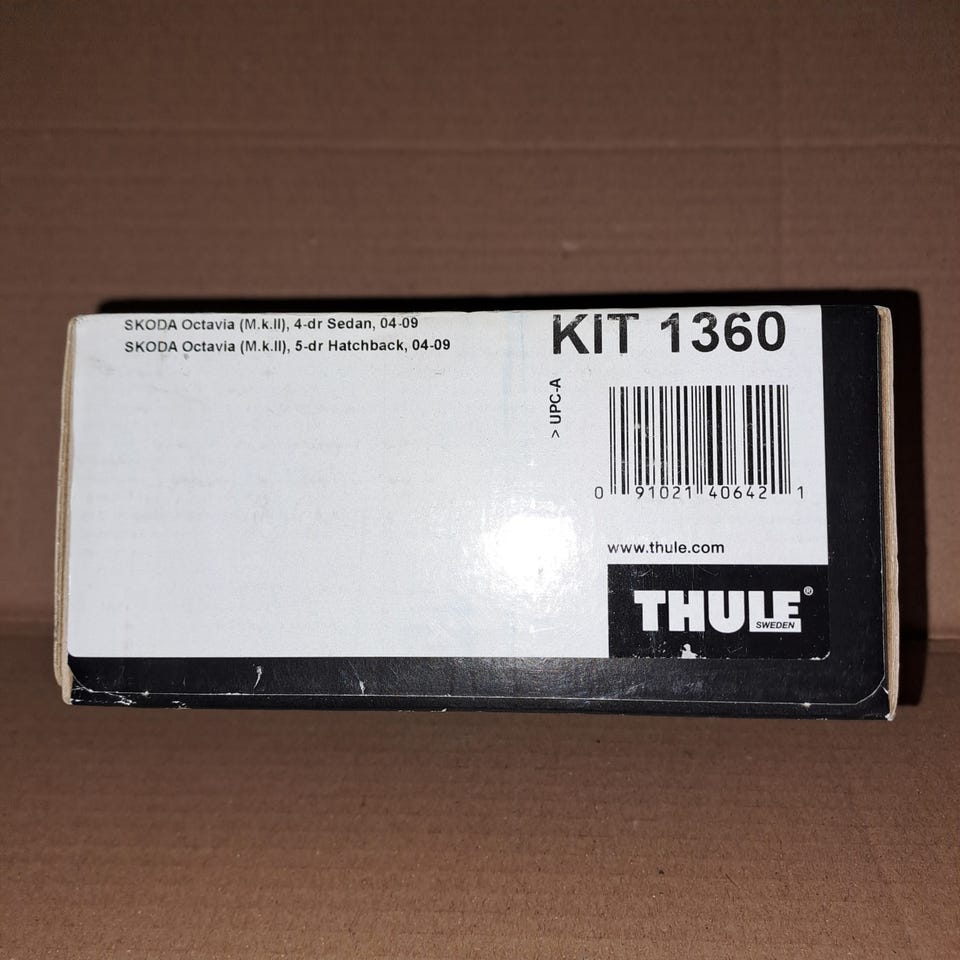 SKODA Octavia (M.k.II), 4-dr Sedan, 04-09
SKODA Octavia (M.k.II), 5-dr Hatchback, 04-09
KIT 1360
> UPC-A
0 91021 40642 1
www.thule.com
THULE®
SWEDEN